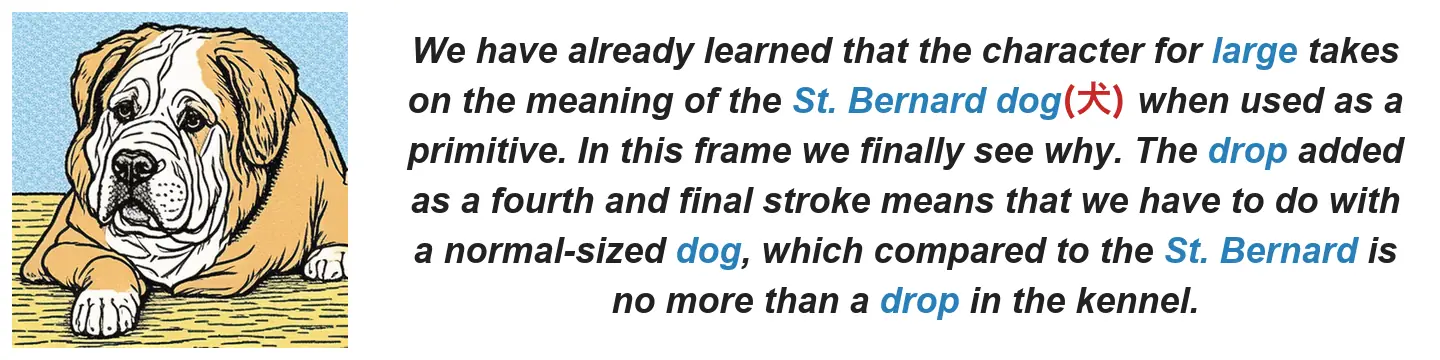 We have already learned that the character for large takes
on the meaning of the St. Bernard dog(犬) when used as a
primitive. In this frame we finally see why. The drop added
as a fourth and final stroke means that we have to do with
a normal-sized dog, which compared to the St. Bernard is
no more than a drop in the kennel.